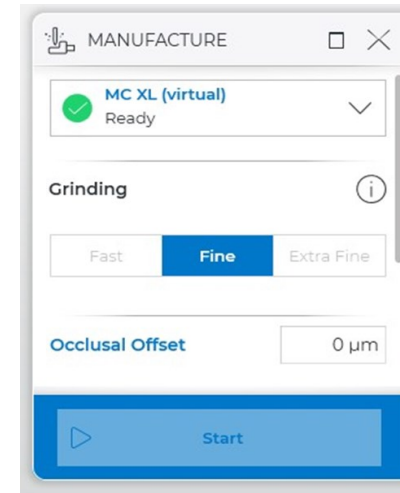 MANUFACTURE
MC XL (virtual)
Ready
Grinding
Fast Fine Extra Fine
Occlusal Offset 0 µm
Start